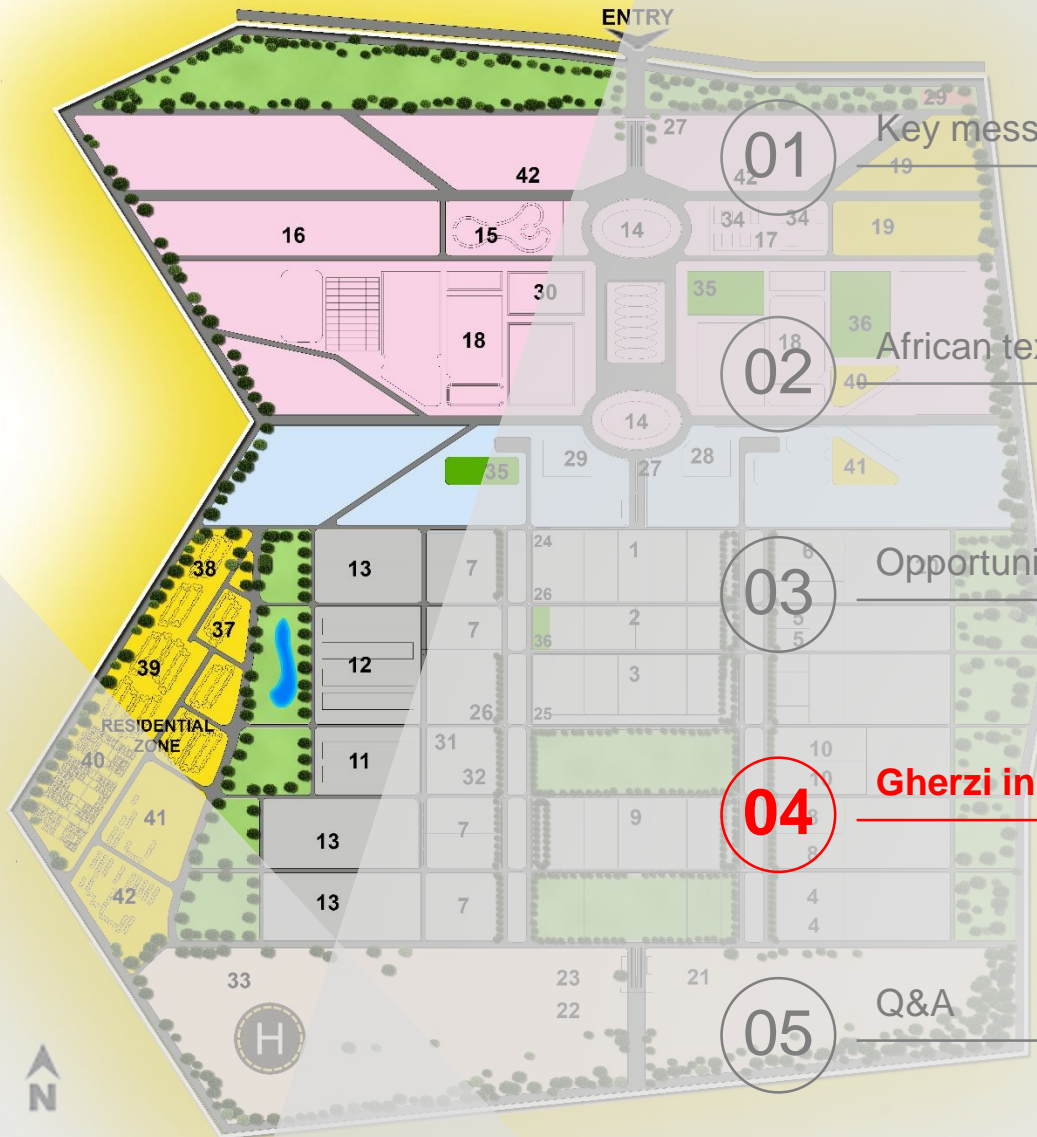 ENTRY
29
27
01 Key mess
42 42 19
34 34
16 15 14 17 19
30 35
36
18 18
02 African tex
40
14
29 27 28 41
35
24 1 6
38 13 7
03 Opportuni
26
2 5
37 7 36 5
39 12 3
26 25
RESIDENTIAL
ZONE
31 10
40 11 32 10
04 Gherzi in
41 13 7 9 8
8
42 13 7 4
4
33 23 21
22
H
05 Q&A
N